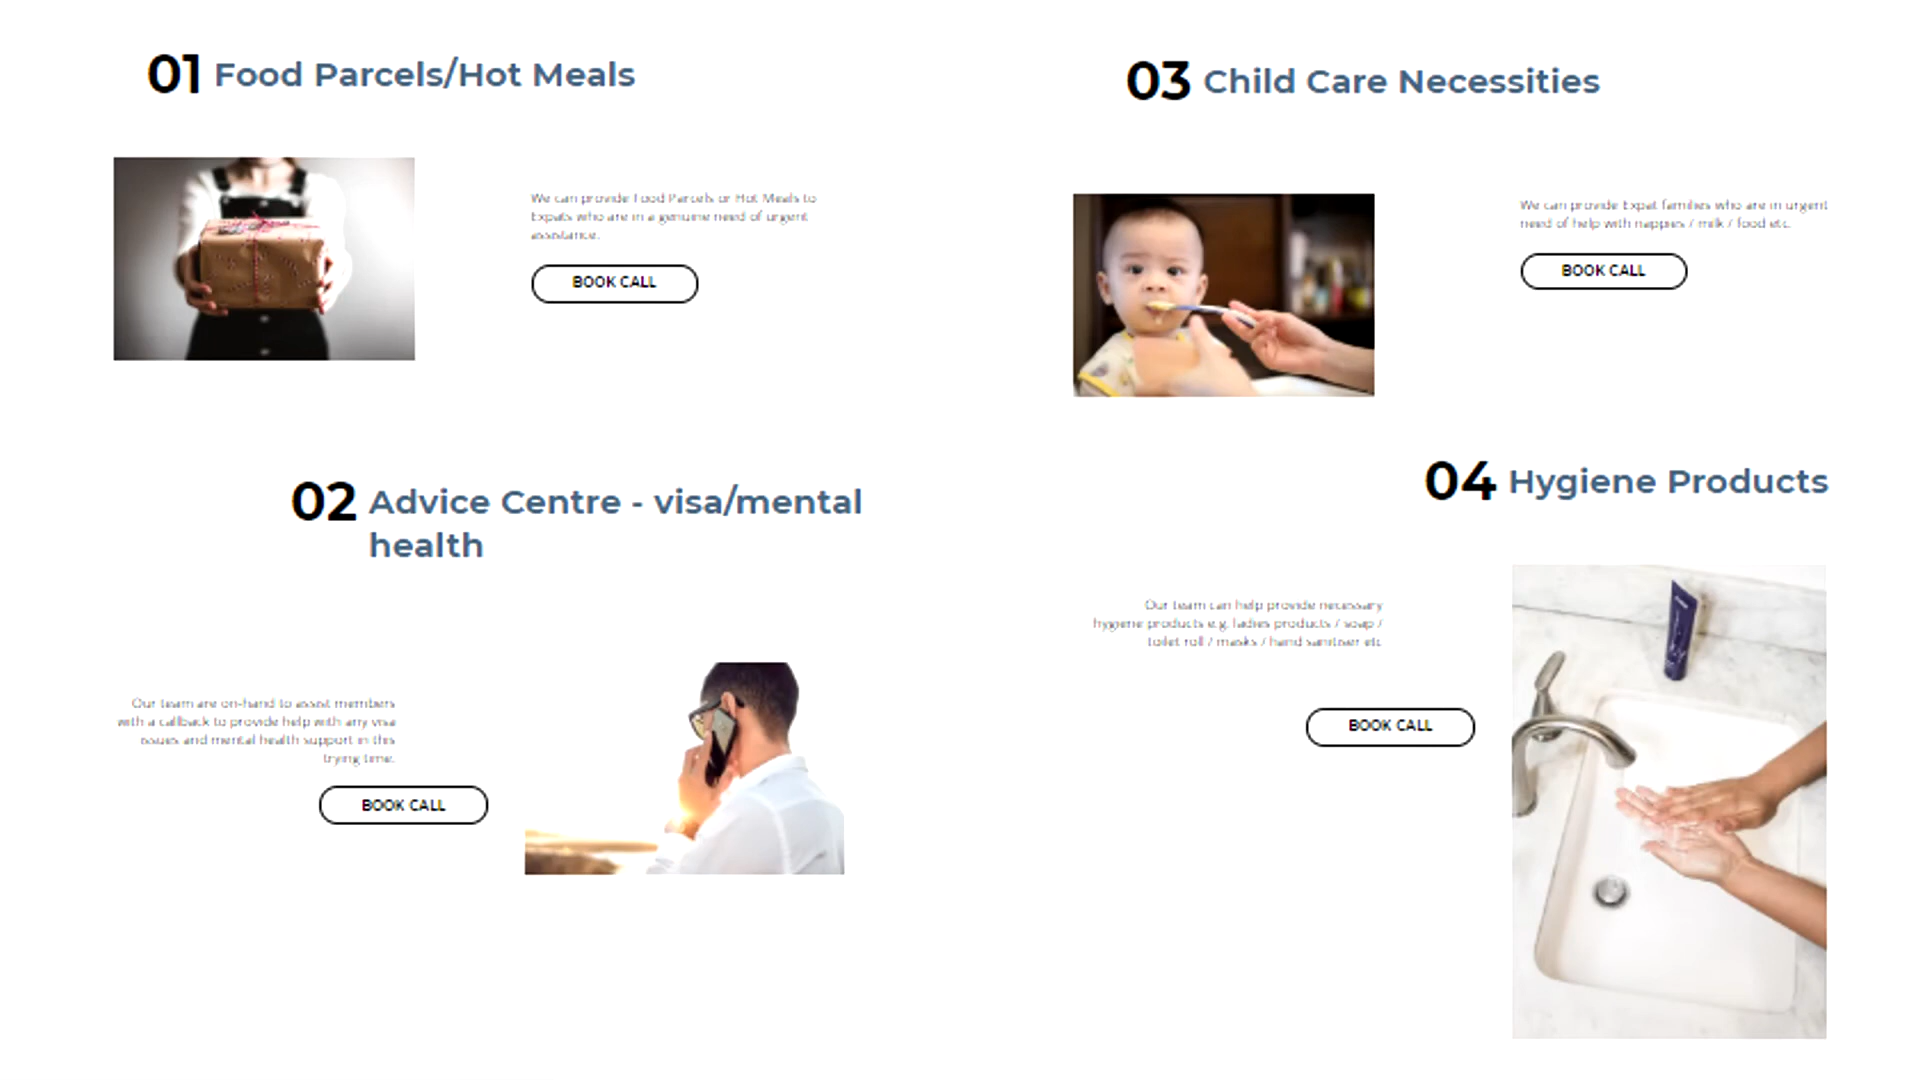 01 Food Parcels/Hot Meals
We can provide Food Parcels or Hot Meals to
Expats who are in a genuine need of urgent
assistance.
BOOK CALL
02 Advice Centre - visa/mental
health
Our team are on-hand to assist members
with a callback to provide help with any visa
issues and mental health support in this
trying time.
BOOK CALL
03 Child Care Necessities
We can provide Expat families who are in urgent
need of help with nappies / milk / food etc.
BOOK CALL
04 Hygiene Products
Our team can help provide necessary
hygiene products e.g. ladies products / soap /
toilet roll / masks / hand sanitiser etc
BOOK CALL